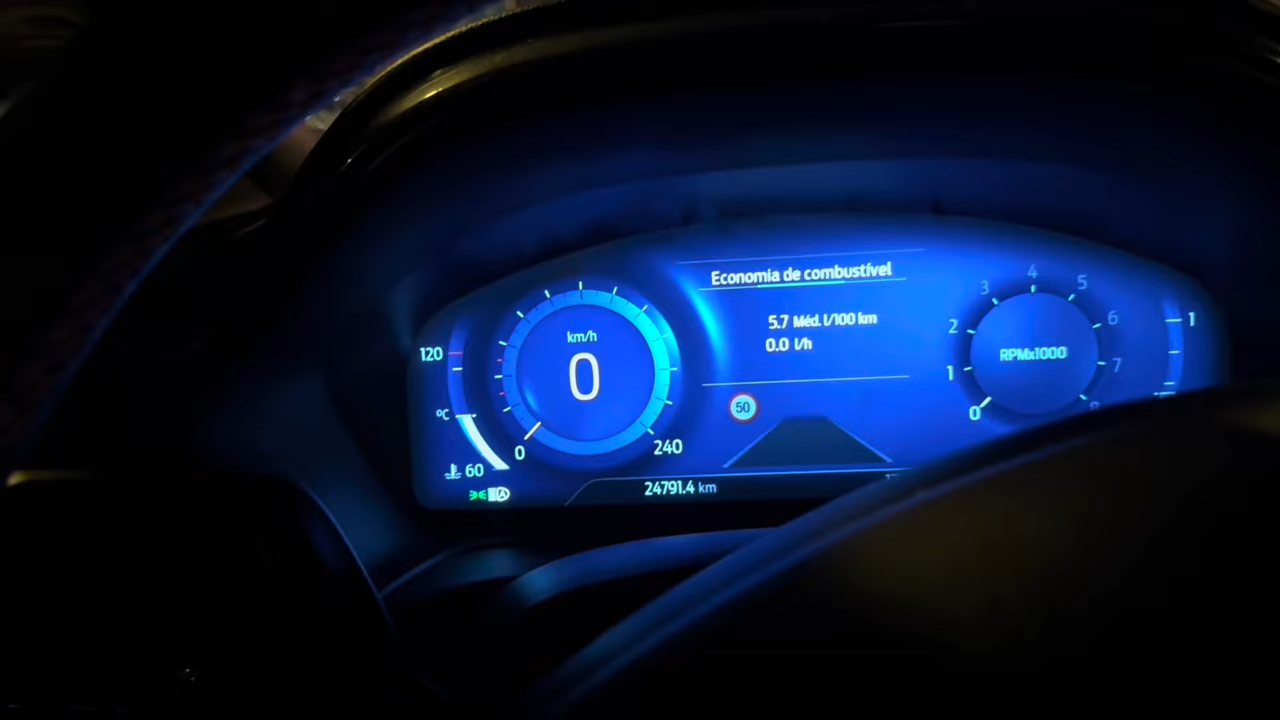 Economia de combustível
5.7 Méd. l/100 km
0.0 l/h
120
°C
60
km/h
0
0
240
50
24791.4 km
0
1
2
3
4
5
6
7
RPMx1000
1